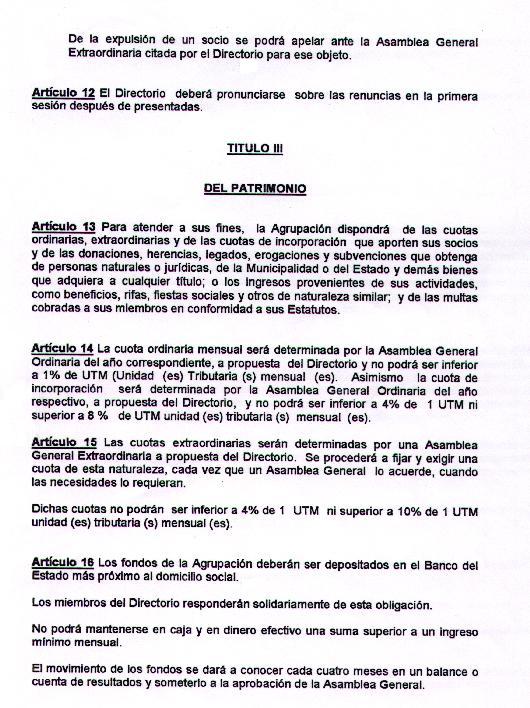 De la expulsión de un socio se podrá apelar ante la Asamblea General
Extraordinaria citada por el Directorio para ese objeto.
Artículo 12 El Directorio deberá pronunciarse sobre las renuncias en la primera
sesión después de presentadas.
TITULO III
DEL PATRIMONIO
Artículo 13 Para atender a sus fines, la Agrupación dispondrá de las cuotas
ordinarias, extraordinarias y de las cuotas de incorporación que aporten sus socios
y de las donaciones, herencias, legados, erogaciones y subvenciones que obtenga
de personas naturales o jurídicas, de la Municipalidad o del Estado y demás bienes
que adquiera a cualquier título; o los Ingresos provenientes de sus actividades,
como beneficios, rifas, fiestas sociales y otros de naturaleza similar; y de las multas
cobradas a sus miembros en conformidad a sus Estatutos.
Artículo 14 La cuota ordinaria mensual será determinada por la Asamblea General
Ordinaria del año correspondiente, a propuesta del Directorio y no podrá ser inferior
a 1% de UTM (Unidad (es) Tributaria (s) mensual (es). Asimismo la cuota de
incorporación será determinada por la Asamblea General Ordinaria del año
respectivo, a propuesta del Directorio, y no podrá ser inferior a 4% de 1 UTM ni
superior a 8 % de UTM unidad (es) tributaria (s) mensual (es).
Artículo 15 Las cuotas extraordinarias serán determinadas por una Asamblea
General Extraordinaria a propuesta del Directorio. Se procederá a fijar y exigir una
cuota de esta naturaleza, cada vez que un Asamblea General lo acuerde, cuando
las necesidades lo requieran.
Dichas cuotas no podrán ser inferior a 4% de 1 UTM ni superior a 10% de 1 UTM
unidad (es) tributaria (s) mensual (es).
Artículo 16 Los fondos de la Agrupación deberán ser depositados en el Banco del
Estado más próximo al domicilio social.
Los miembros del Directorio responderán solidariamente de esta obligación.
No podrá mantenerse en caja y en dinero efectivo una suma superior a un ingreso
mínimo mensual.
El movimiento de los fondos se dará a conocer cada cuatro meses en un balance o
cuenta de resultados y someterlo a la aprobación de la Asamblea General.